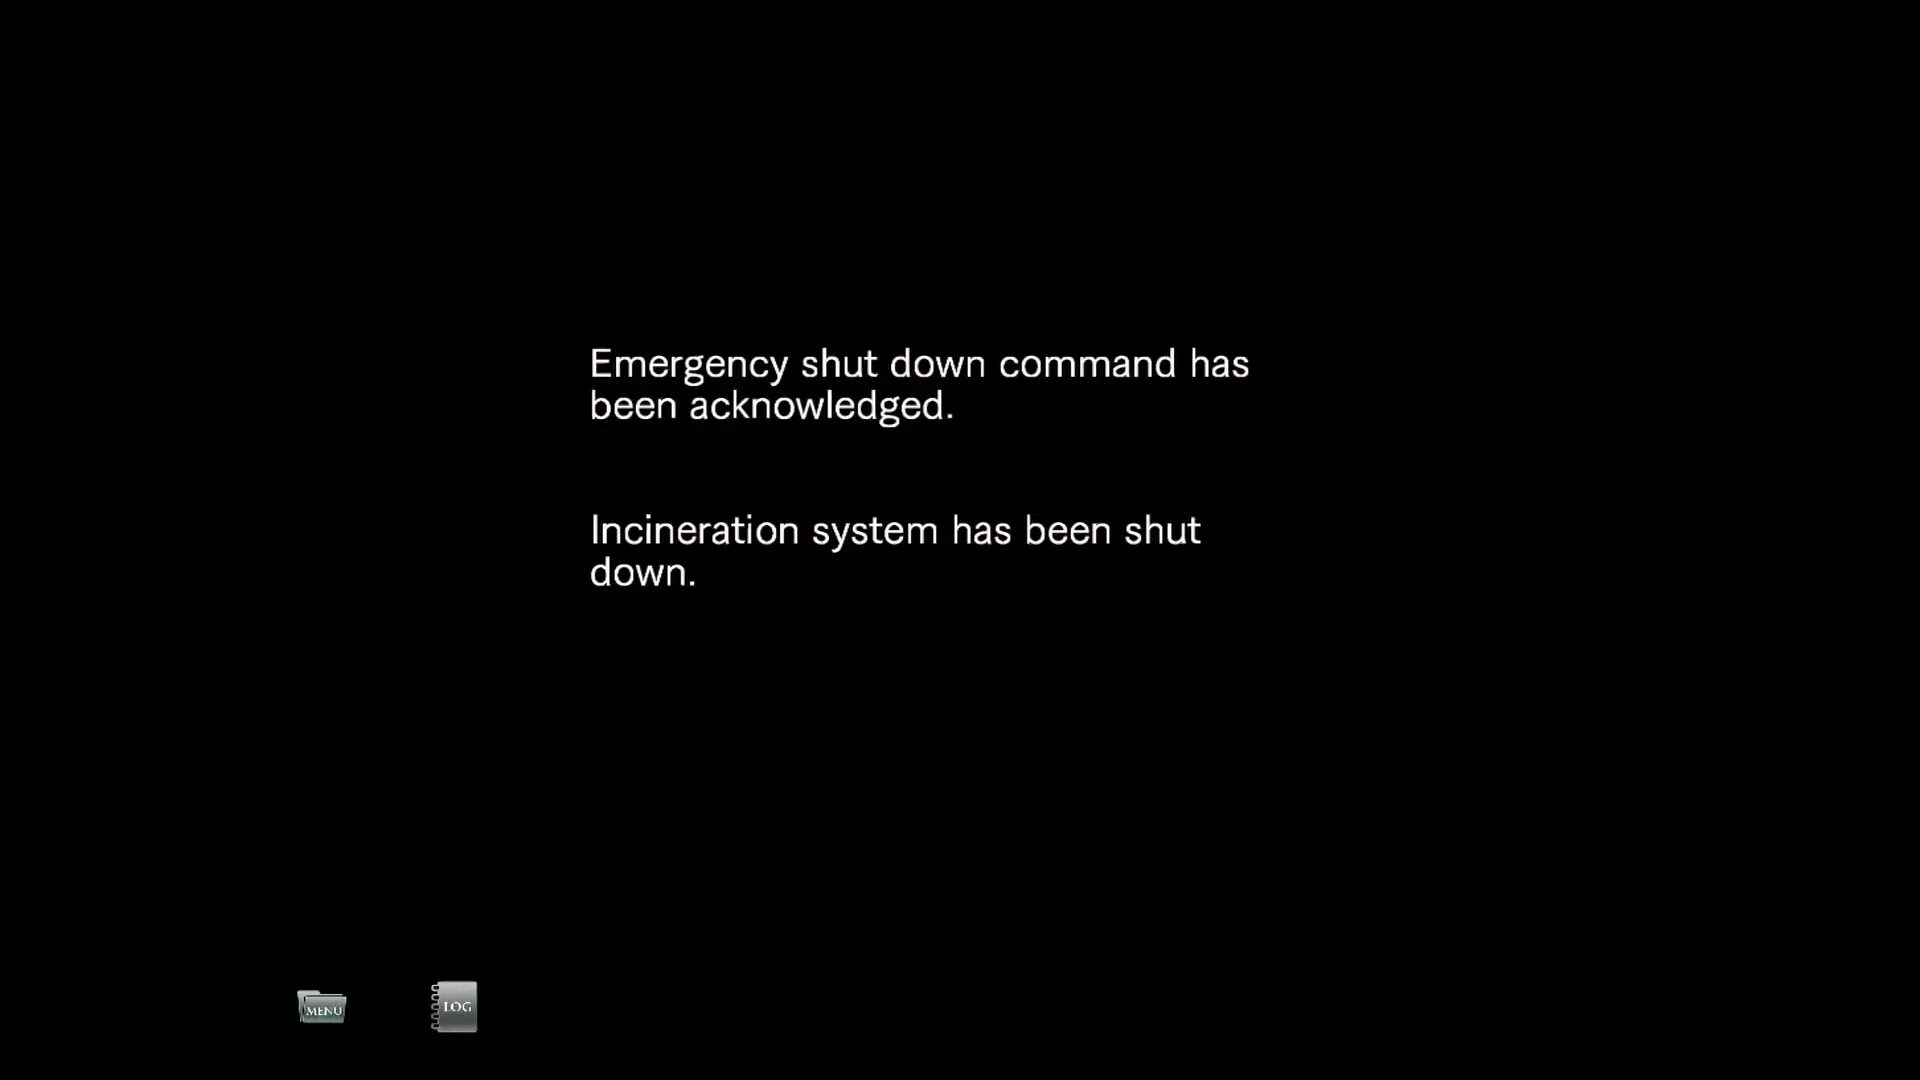 Emergency shut down command has
been acknowledged.
Incineration system has been shut
down.
MENU
LOG